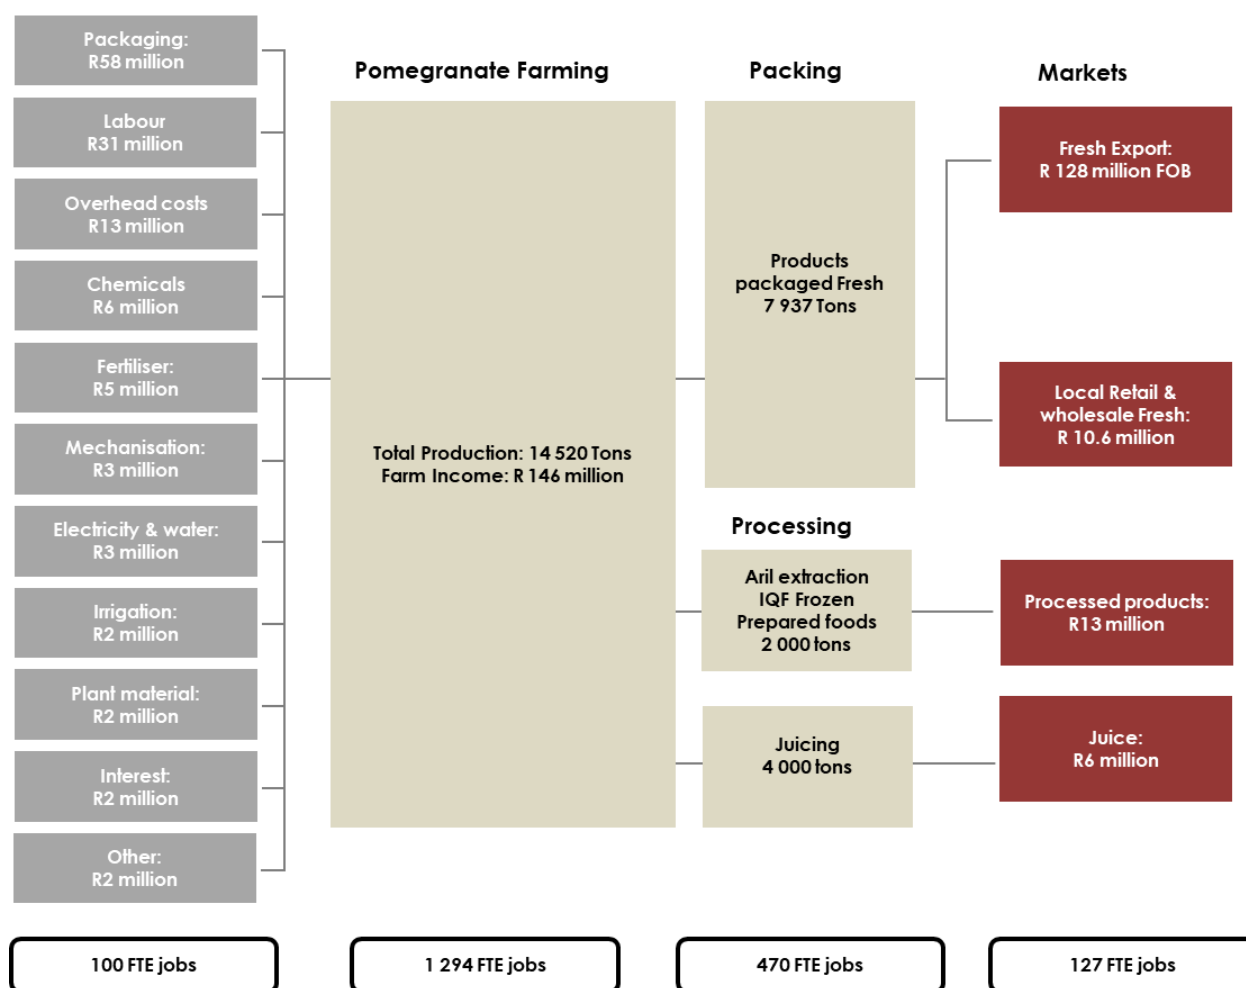 Packaging:
R58 million
Labour
R31 million
Overhead costs
R13 million
Chemicals
R6 million
Fertiliser:
R5 million
Mechanisation:
R3 million
Electricity & water:
R3 million
Irrigation:
R2 million
Plant material:
R2 million
Interest:
R2 million
Other:
R2 million
100 FTE jobs
Pomegranate Farming
Total Production: 14 520 Tons
Farm Income: R 146 million
1 294 FTE jobs
Packing
Products
packaged Fresh
7 937 Tons
Processing
Aril extraction
IQF Frozen
Prepared foods
2 000 tons
Juicing
4 000 tons
470 FTE jobs
Markets
Fresh Export:
R 128 million FOB
Local Retail &
wholesale Fresh:
R 10.6 million
Processed products:
R13 million
Juice:
R6 million
127 FTE jobs